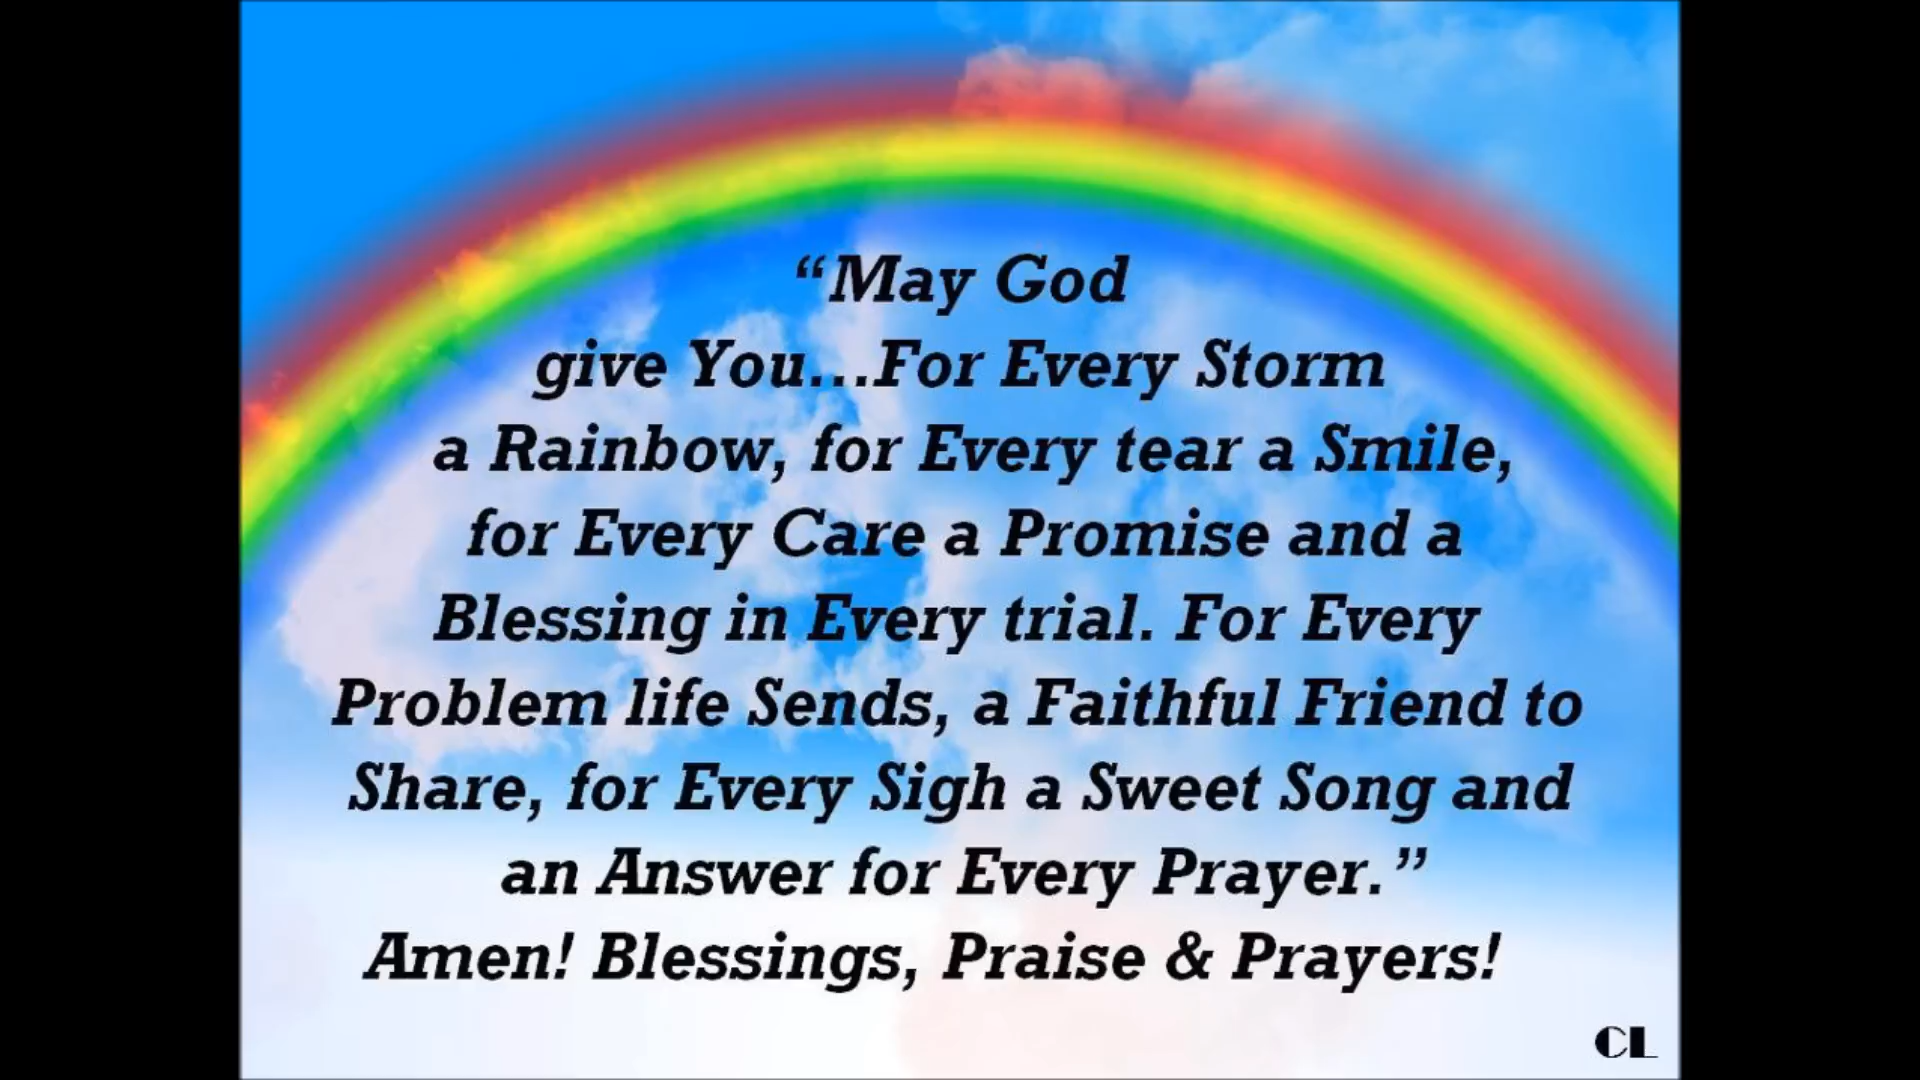 “May God
give You...For Every Storm
a Rainbow, for Every tear a Smile,
for Every Care a Promise and a
Blessing in Every trial. For Every
Problem life Sends, a Faithful Friend to
Share, for Every Sigh a Sweet Song and
an Answer for Every Prayer.”
Amen! Blessings, Praise & Prayers!
CL